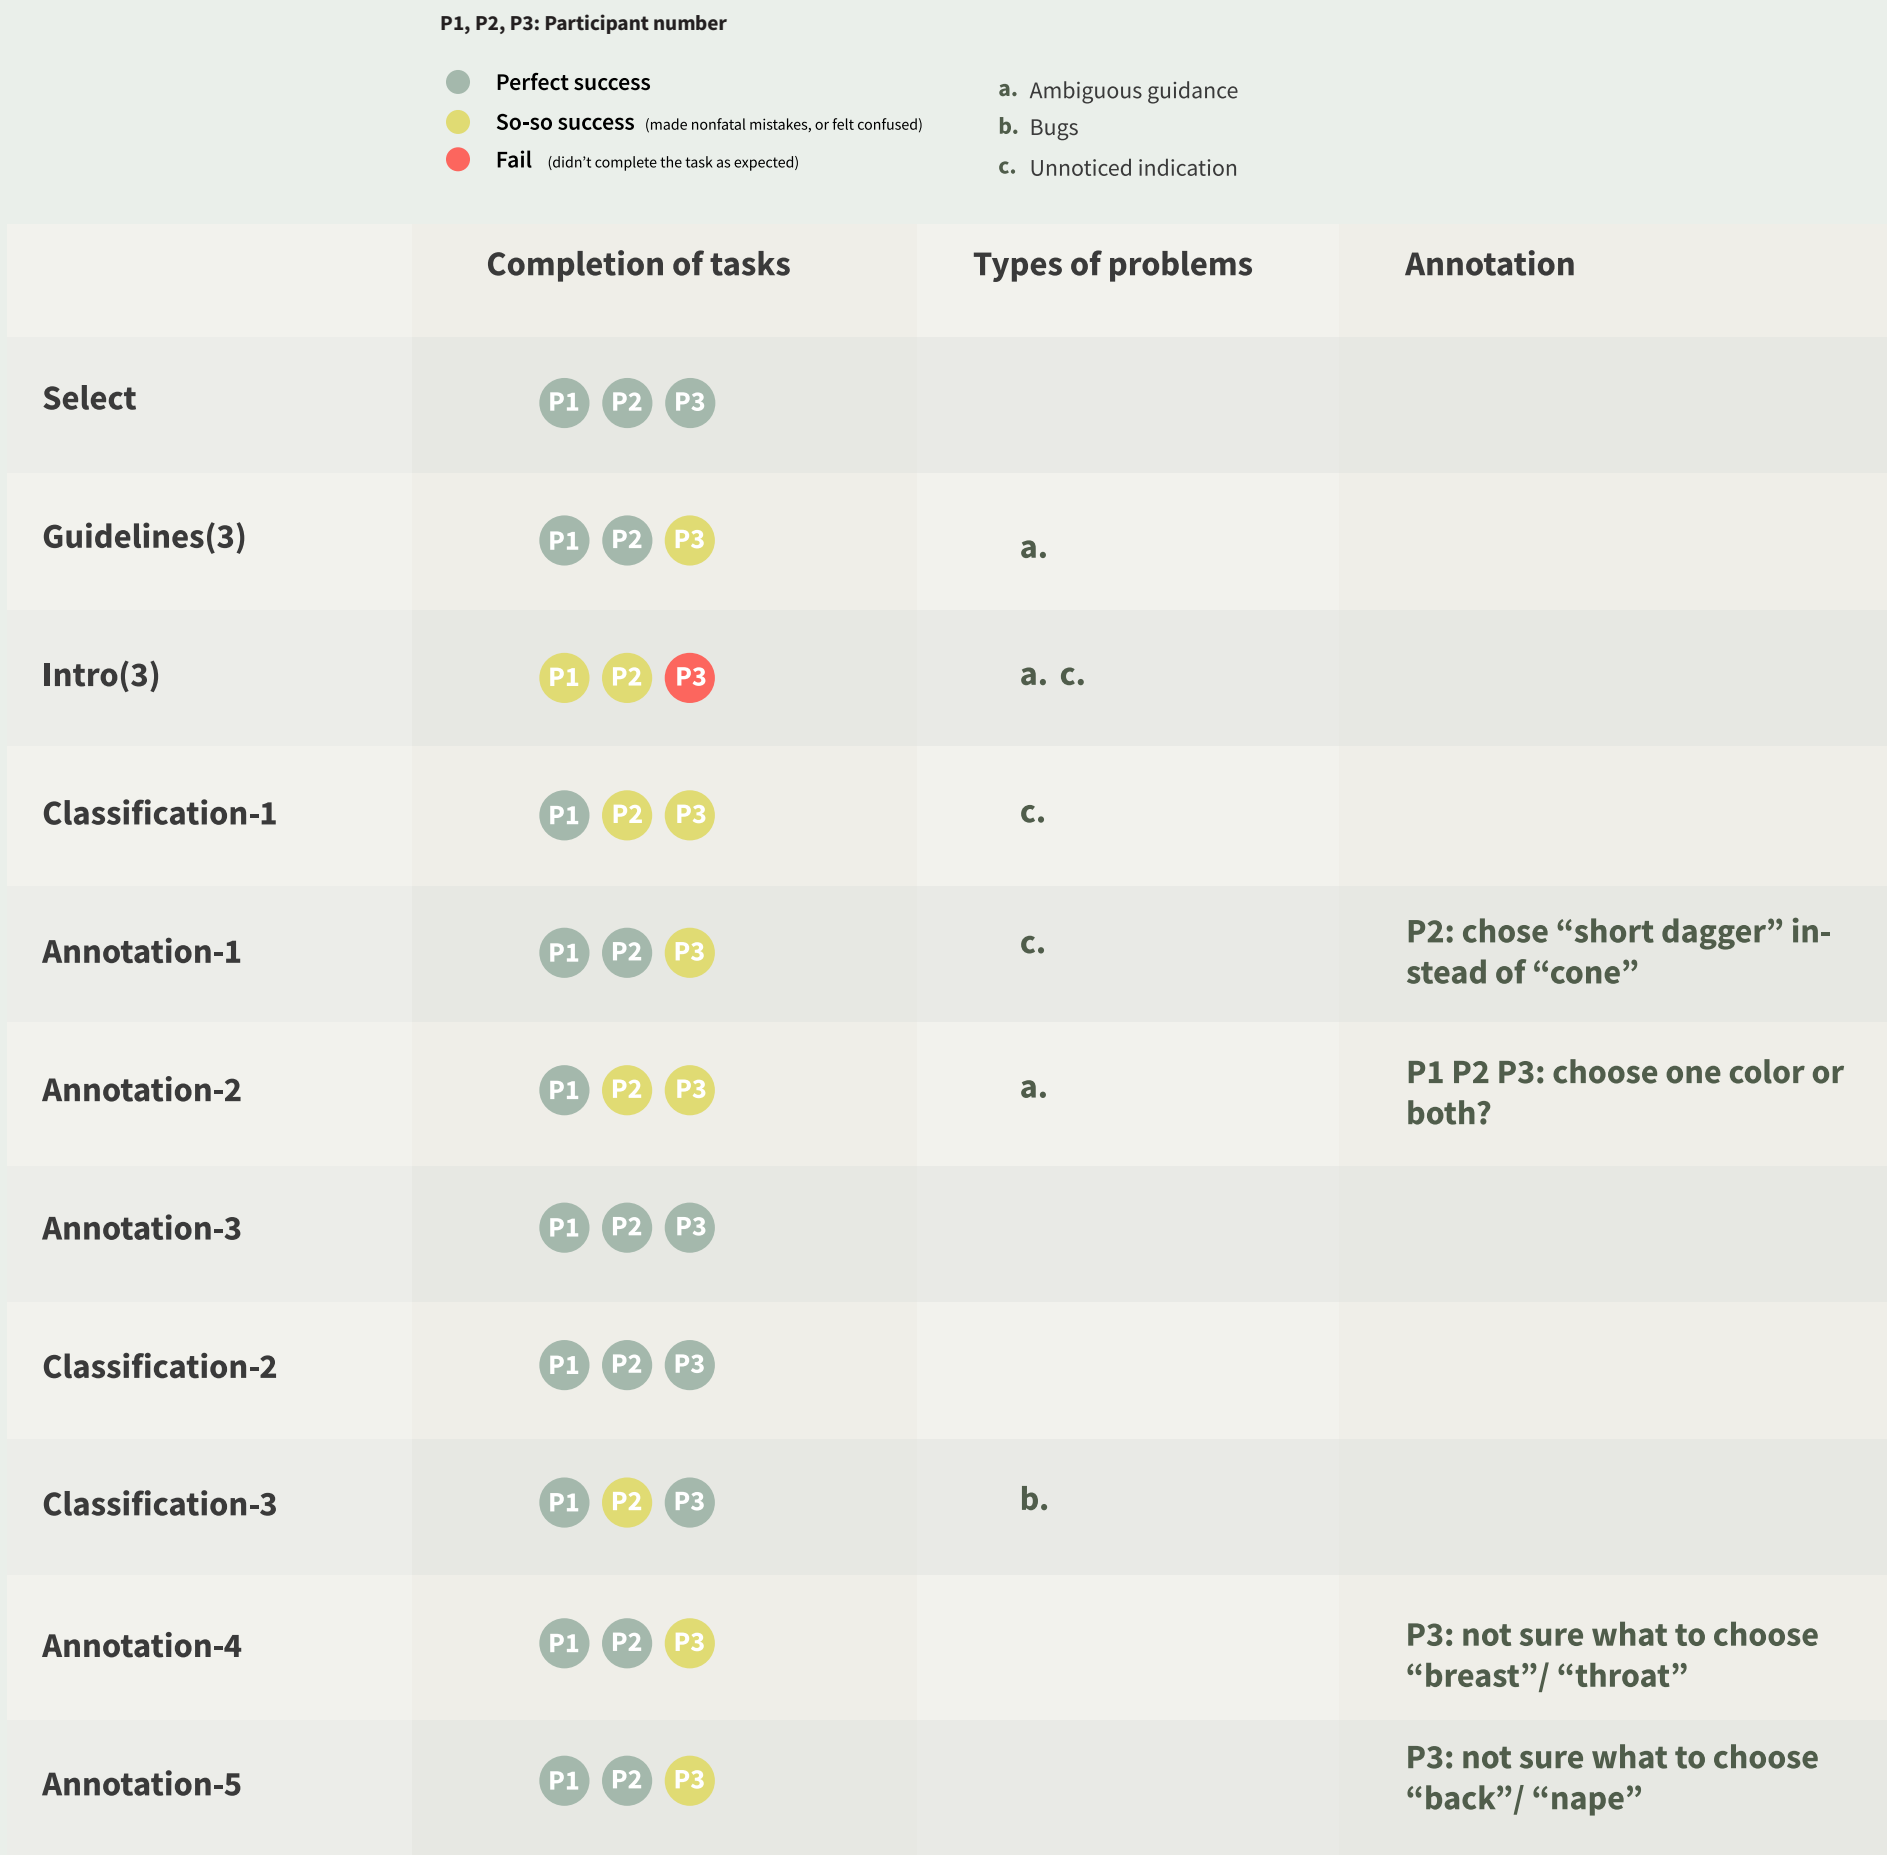 P1, P2, P3: Participant number
Perfect success
So-so success (made nonfatal mistakes, or felt confused)
Fail (didn’t complete the task as expected)
a. Ambiguous guidance
b. Bugs
c. Unnoticed indication
Completion of tasks Types of problems Annotation
Select P1 P2 P3
Guidelines(3) P1 P2 P3 a.
Intro(3) P1 P2 P3 a. c.
Classification-1 P1 P2 P3 c.
Annotation-1 P1 P2 P3 c.
P2: chose “short dagger” in-
stead of “cone”
Annotation-2 P1 P2 P3 a.
P1 P2 P3: choose one color or
both?
Annotation-3 P1 P2 P3
Classification-2 P1 P2 P3
Classification-3 P1 P2 P3 b.
Annotation-4 P1 P2 P3
P3: not sure what to choose
“breast”/ “throat”
Annotation-5 P1 P2 P3
P3: not sure what to choose
“back”/ “nape”